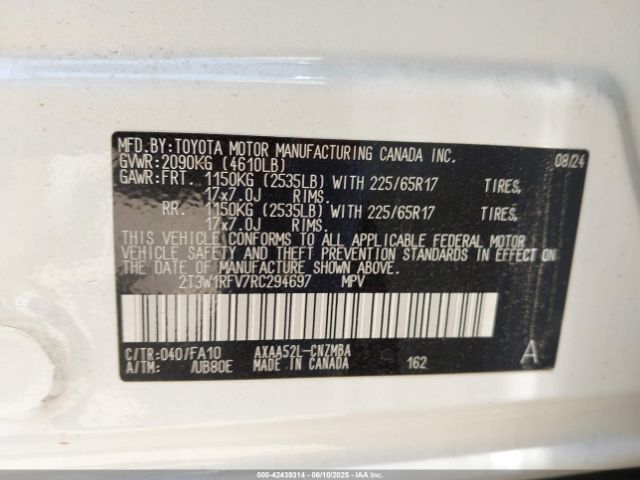 MFD.BY:TOYOTA MOTOR MANUFACTURING CANADA INC. 08/24
GVWR:2090KG (4610LB)
GAWR:FRT. 1150KG (2535LB) WITH 225/65R17 TIRES,
17x7.0J RIMS.
RR. 1150KG (2535LB) WITH 225/65R17 TIRES,
17x7.0J RIMS.
THIS VEHICLE CONFORMS TO ALL APPLICABLE FEDERAL MOTOR
VEHICLE SAFETY AND THEFT PREVENTION STANDARDS IN EFFECT ON
THE DATE OF MANUFACTURE SHOWN ABOVE.
2T3W1RFV7RC294697 MPV
C/TR:040/FA10 AXAA52L-CNZMBA A
A/TM: /UB80E MADE IN CANADA 162
000-42439314 | 06/10/2025 - Copyright IAA, LLC